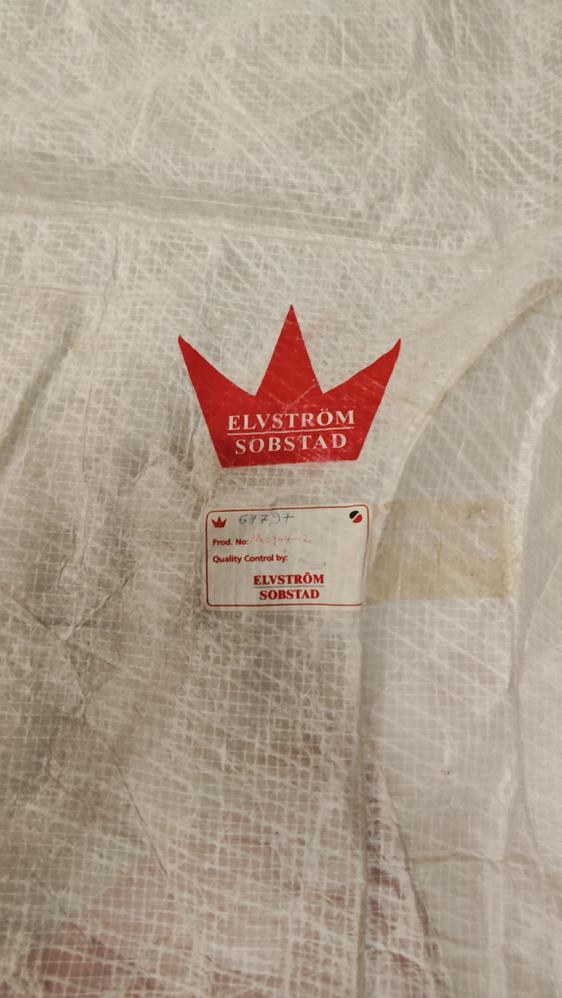 ELVSTRÖM
SOBSTAD
67797
Prod. No:
Quality Control by:
ELVSTRÖM
SOBSTAD